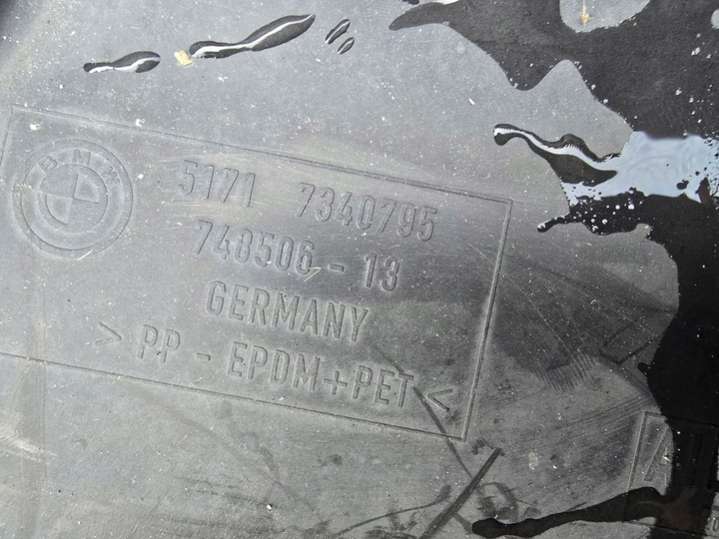 BMW
5171 7340795
748506 - 13
GERMANY
> PP - EPDM+PET <